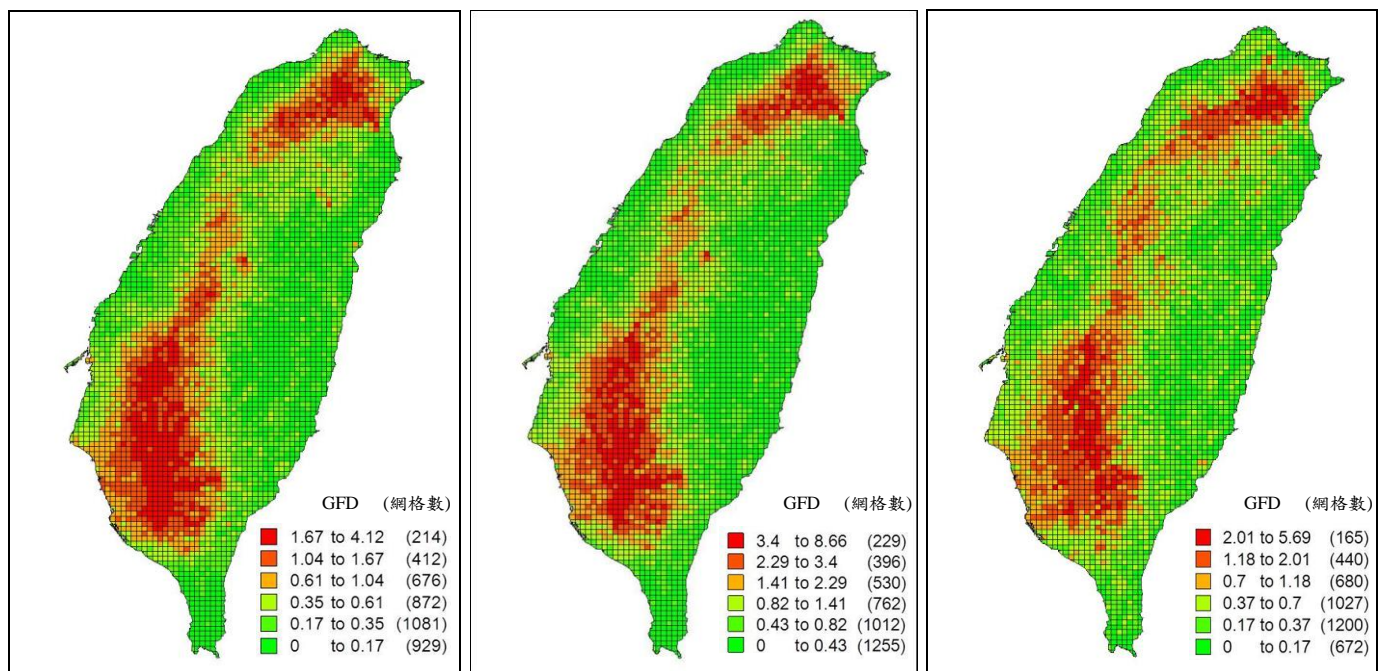 GFD (網格數)
1.67 to 4.12 (214)
1.04 to 1.67 (412)
0.61 to 1.04 (676)
0.35 to 0.61 (872)
0.17 to 0.35 (1081)
0 to 0.17 (929)
GFD (網格數)
3.4 to 8.66 (229)
2.29 to 3.4 (396)
1.41 to 2.29 (530)
0.82 to 1.41 (762)
0.43 to 0.82 (1012)
0 to 0.43 (1255)
GFD (網格數)
2.01 to 5.69 (165)
1.18 to 2.01 (440)
0.7 to 1.18 (680)
0.37 to 0.7 (1027)
0.17 to 0.37 (1200)
0 to 0.17 (672)